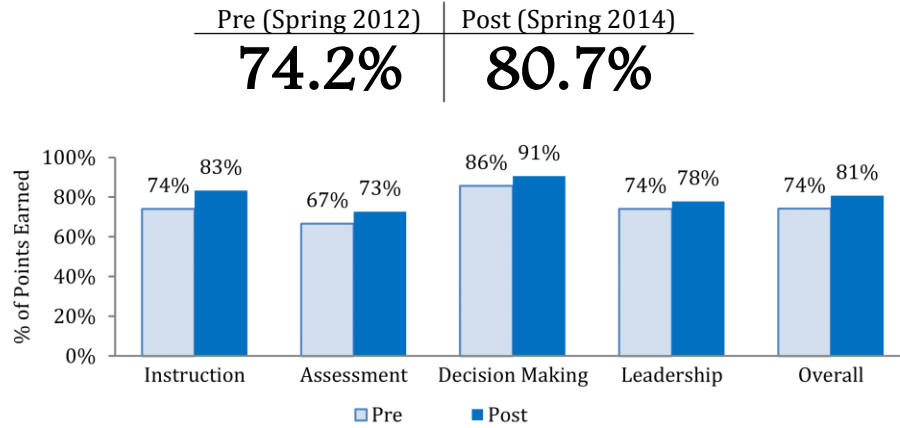 Pre (Spring 2012) Post (Spring 2014)
74.2% 80.7%
% of Points Earned
100%
80%
60%
40%
20%
0%
74% 83% 67% 73% 86% 91% 74% 78% 74% 81%
Instruction Assessment Decision Making Leadership Overall
Pre Post